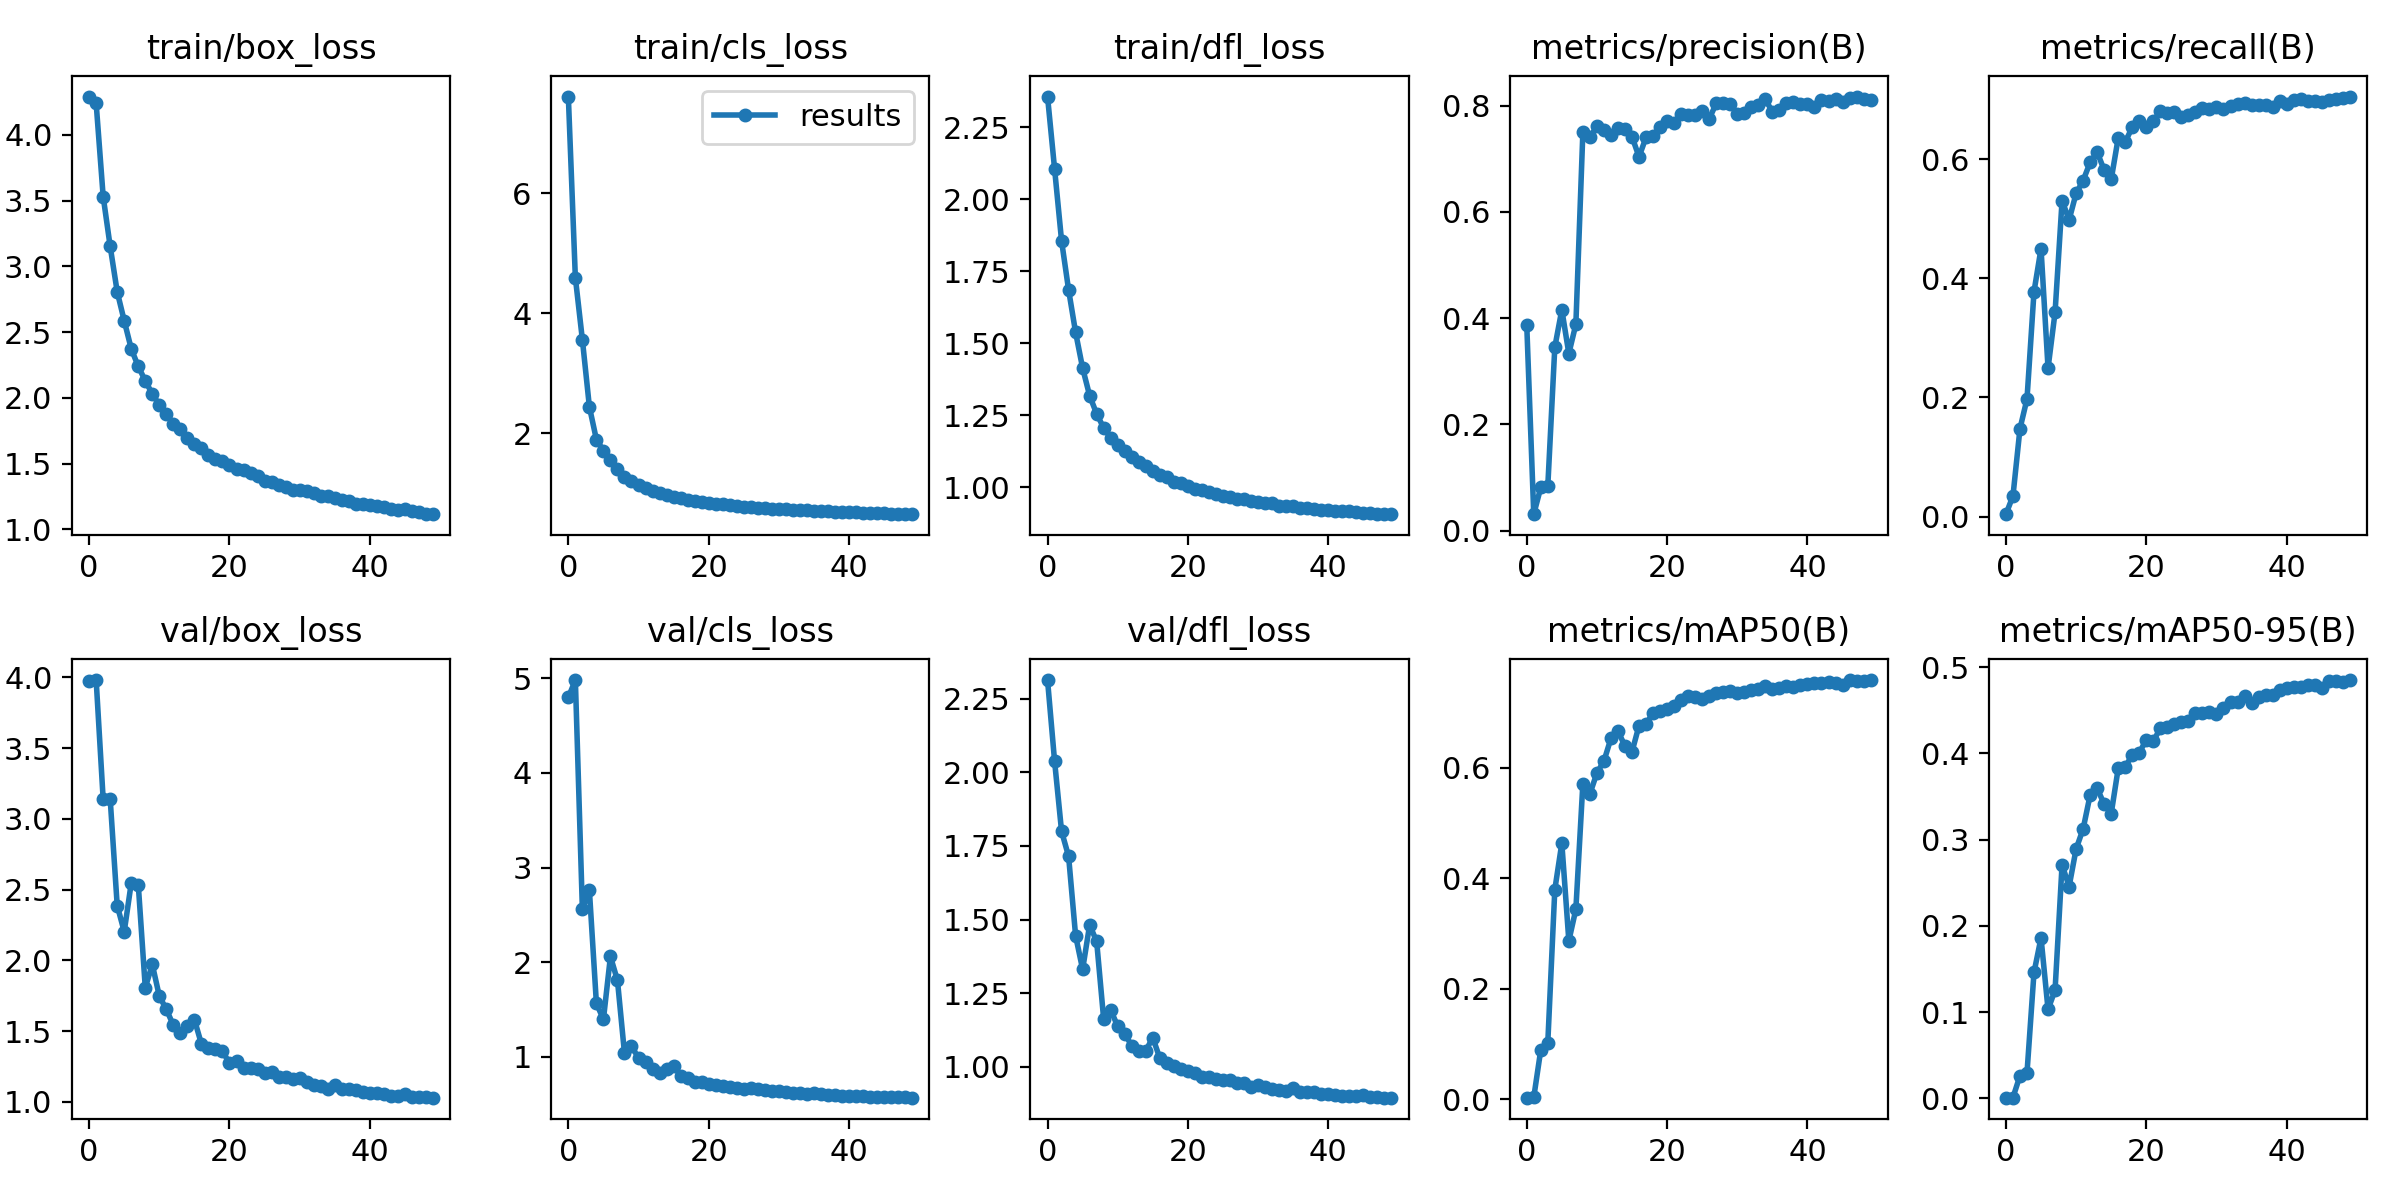 train/box_loss
4.0
3.5
3.0
2.5
2.0
1.5
1.0
0 20 40
train/cls_loss
results
6
4
2
0 20 40
train/dfl_loss
2.25
2.00
1.75
1.50
1.25
1.00
0 20 40
metrics/precision(B)
0.8
0.6
0.4
0.2
0.0
0 20 40
metrics/recall(B)
0.6
0.4
0.2
0.0
0 20 40
val/box_loss
4.0
3.5
3.0
2.5
2.0
1.5
1.0
0 20 40
val/cls_loss
5
4
3
2
1
0 20 40
val/dfl_loss
2.25
2.00
1.75
1.50
1.25
1.00
0 20 40
metrics/mAP50(B)
0.6
0.4
0.2
0.0
0 20 40
metrics/mAP50-95(B)
0.5
0.4
0.3
0.2
0.1
0.0
0 20 40